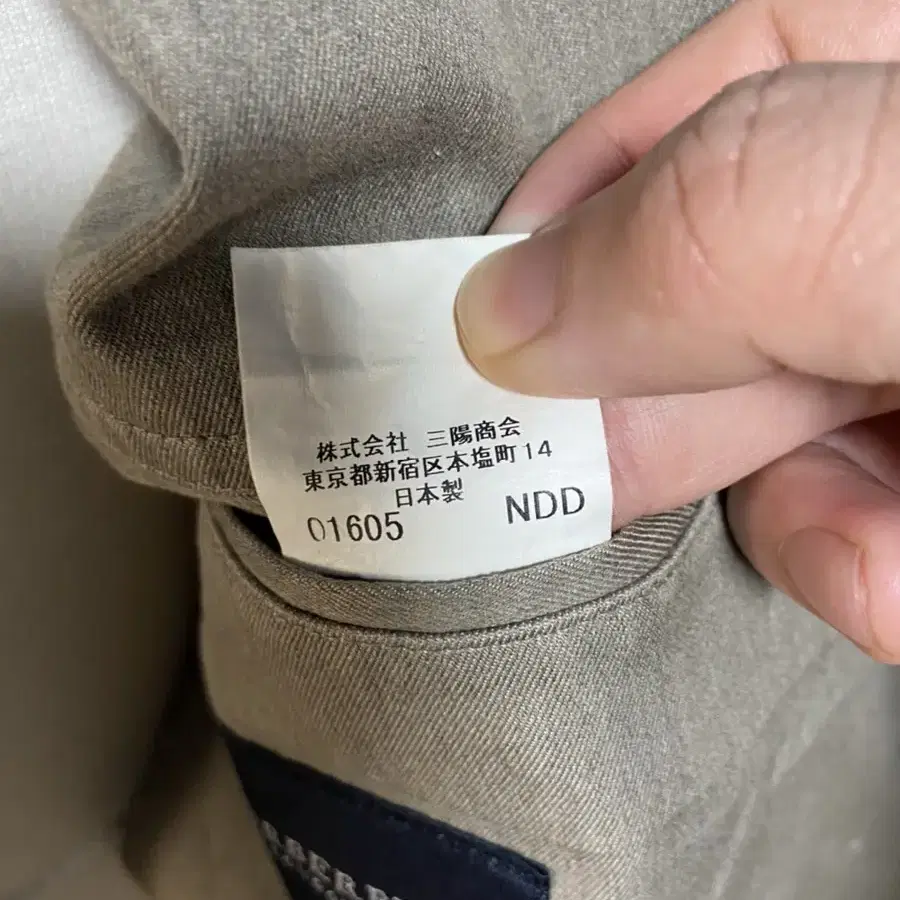 株式会社 三陽商会
東京都新宿区本塩町14
日本製
01605 NDD